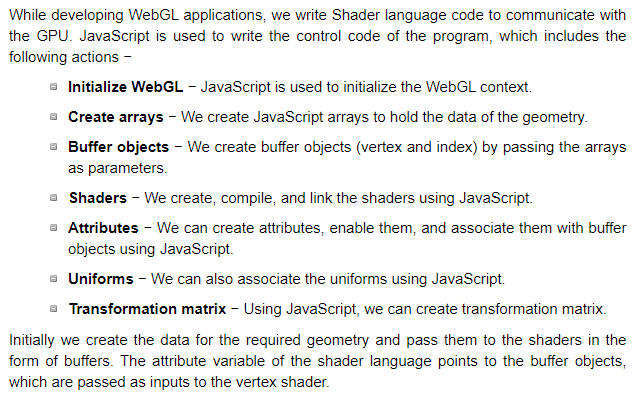 While developing WebGL applications, we write Shader language code to communicate with
the GPU. JavaScript is used to write the control code of the program, which includes the
following actions −
Initialize WebGL − JavaScript is used to initialize the WebGL context.
Create arrays − We create JavaScript arrays to hold the data of the geometry.
Buffer objects − We create buffer objects (vertex and index) by passing the arrays
as parameters.
Shaders − We create, compile, and link the shaders using JavaScript.
Attributes − We can create attributes, enable them, and associate them with buffer
objects using JavaScript.
Uniforms − We can also associate the uniforms using JavaScript.
Transformation matrix − Using JavaScript, we can create transformation matrix.
Initially we create the data for the required geometry and pass them to the shaders in the
form of buffers. The attribute variable of the shader language points to the buffer objects,
which are passed as inputs to the vertex shader.